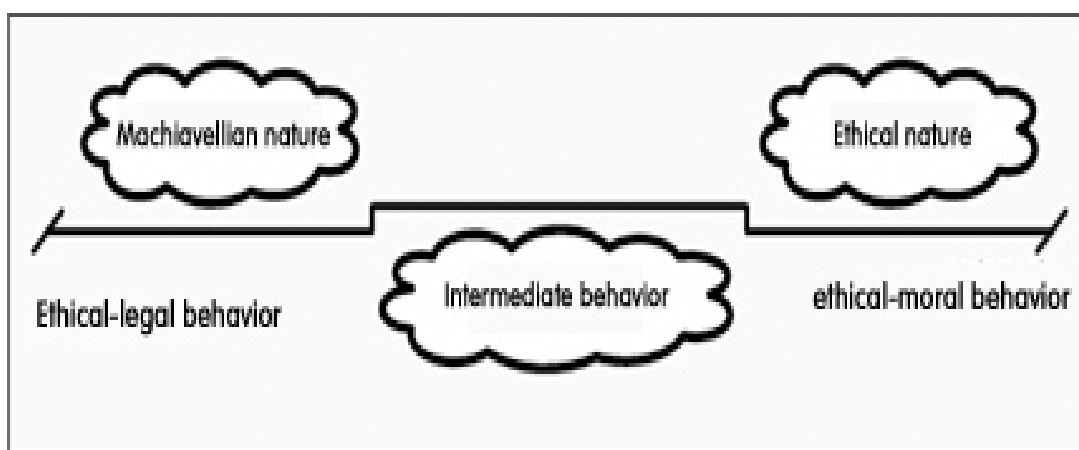 Machiavellian nature
Ethical nature
Intermediate behavior
Ethical-legal behavior
ethical-moral behavior